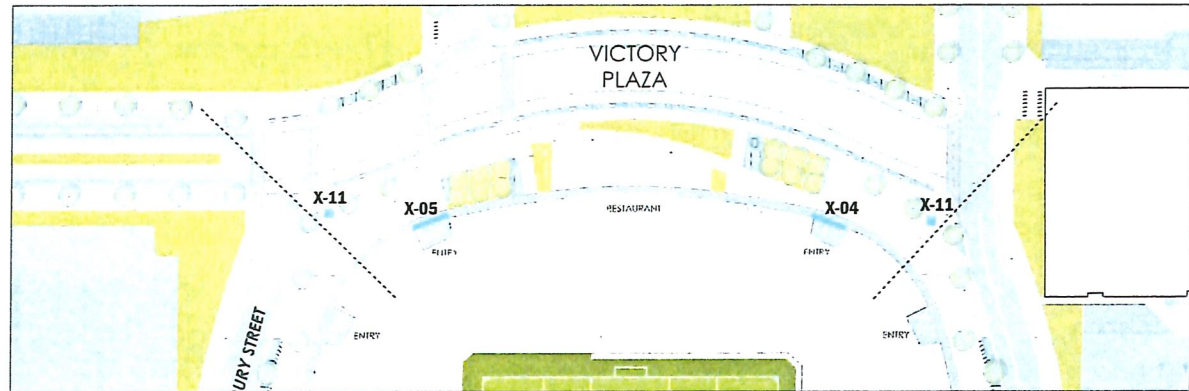 VICTORY
PLAZA
X-11
X-05
RESTAURANT
X-04
X-11
ENTRY
ENTRY
ENTRY
ENTRY
URY STREET